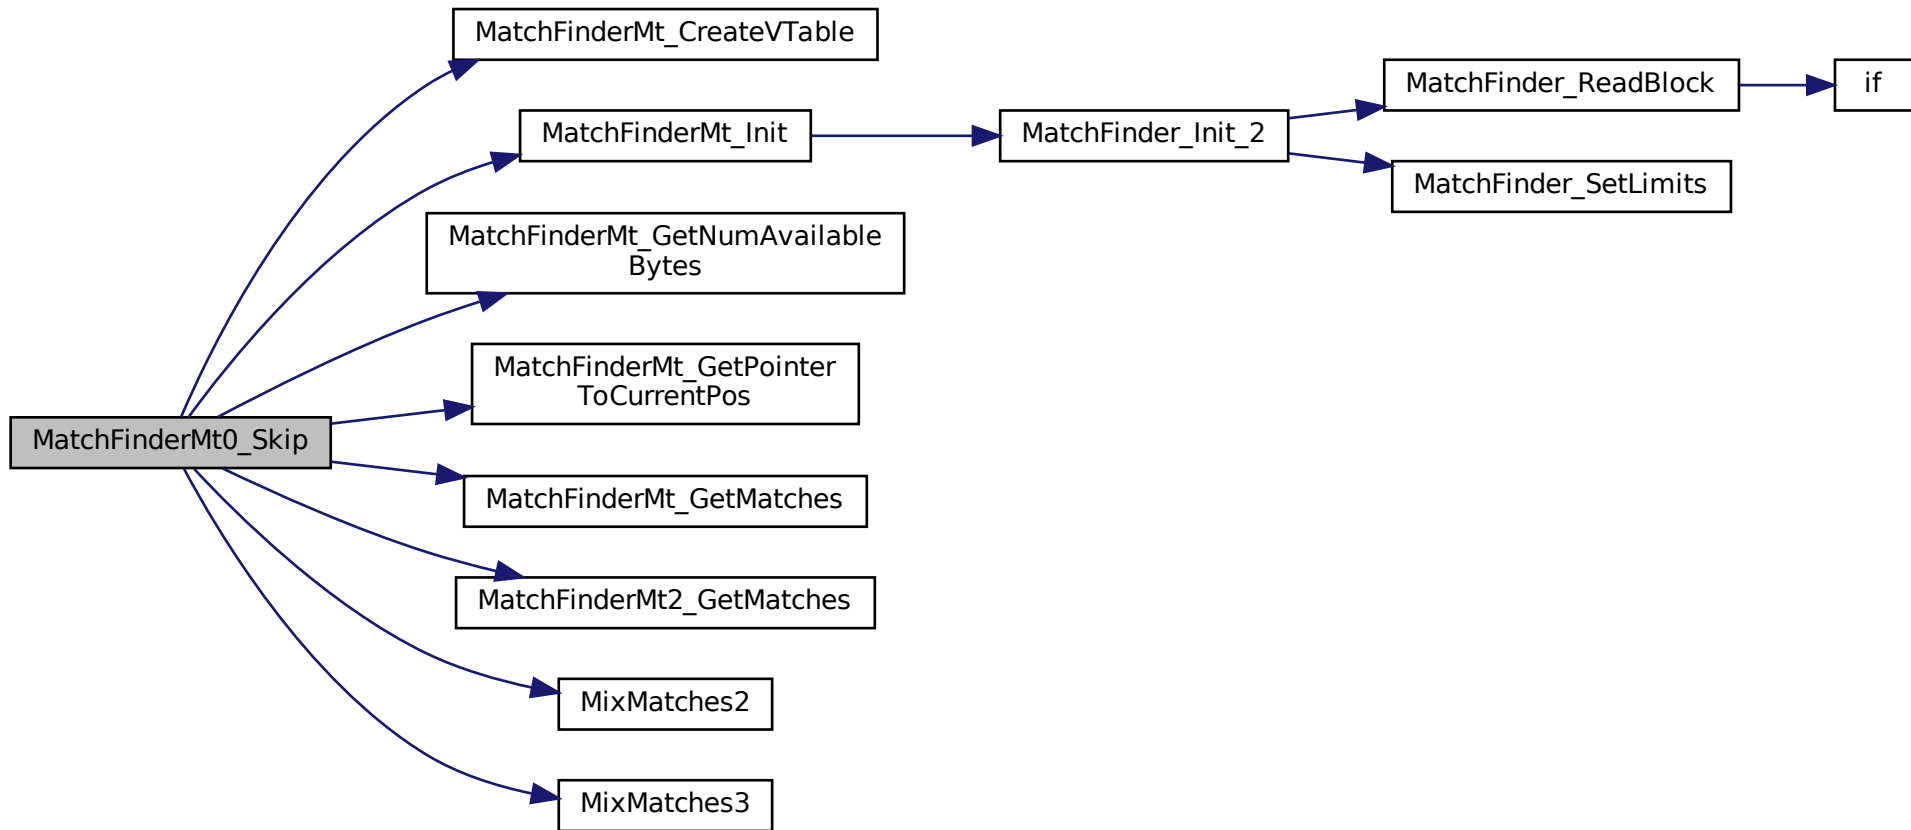 MatchFinderMt_CreateVTable
MatchFinder_ReadBlock
if
MatchFinderMt_Init
MatchFinder_Init_2
MatchFinder_SetLimits
MatchFinderMt_GetNumAvailable
Bytes
MatchFinderMt_GetPointer
ToCurrentPos
MatchFinderMt0_Skip
MatchFinderMt_GetMatches
MatchFinderMt2_GetMatches
MixMatches2
MixMatches3